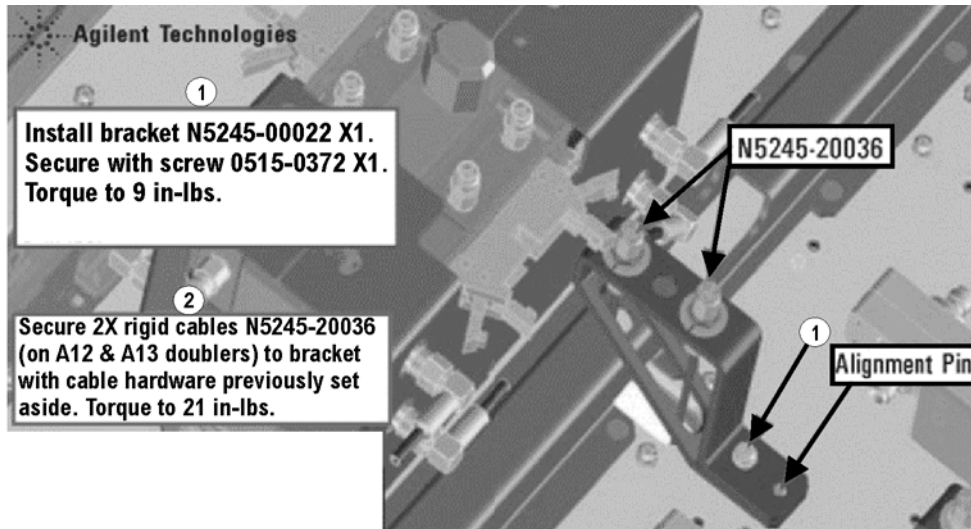 Agilent Technologies
1
Install bracket N5245-00022 X1.
Secure with screw 0515-0372 X1.
Torque to 9 in-lbs.
N5245-20036
2
Secure 2X rigid cables N5245-20036
(on A12 & A13 doublers) to bracket
with cable hardware previously set
aside. Torque to 21 in-lbs.
1
Alignment Pin